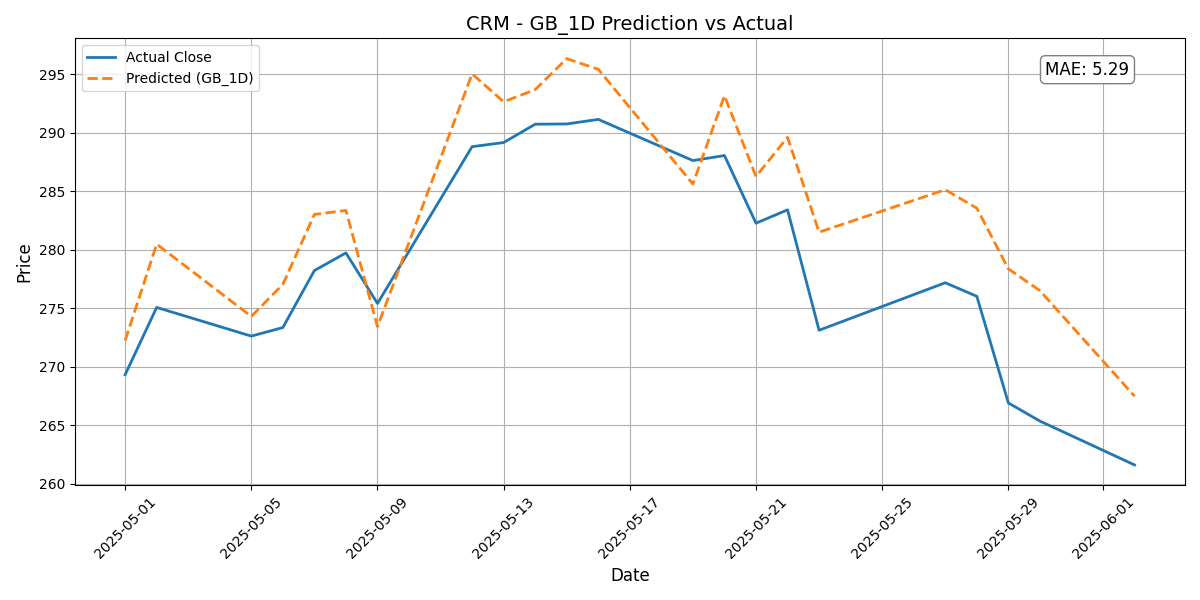 CRM - GB_1D Prediction vs Actual
Actual Close
Predicted (GB_1D)
MAE: 5.29
Price
295
290
285
280
275
270
265
260
2025-05-01
2025-05-05
2025-05-09
2025-05-13
2025-05-17
2025-05-21
2025-05-25
2025-05-29
2025-06-01
Date